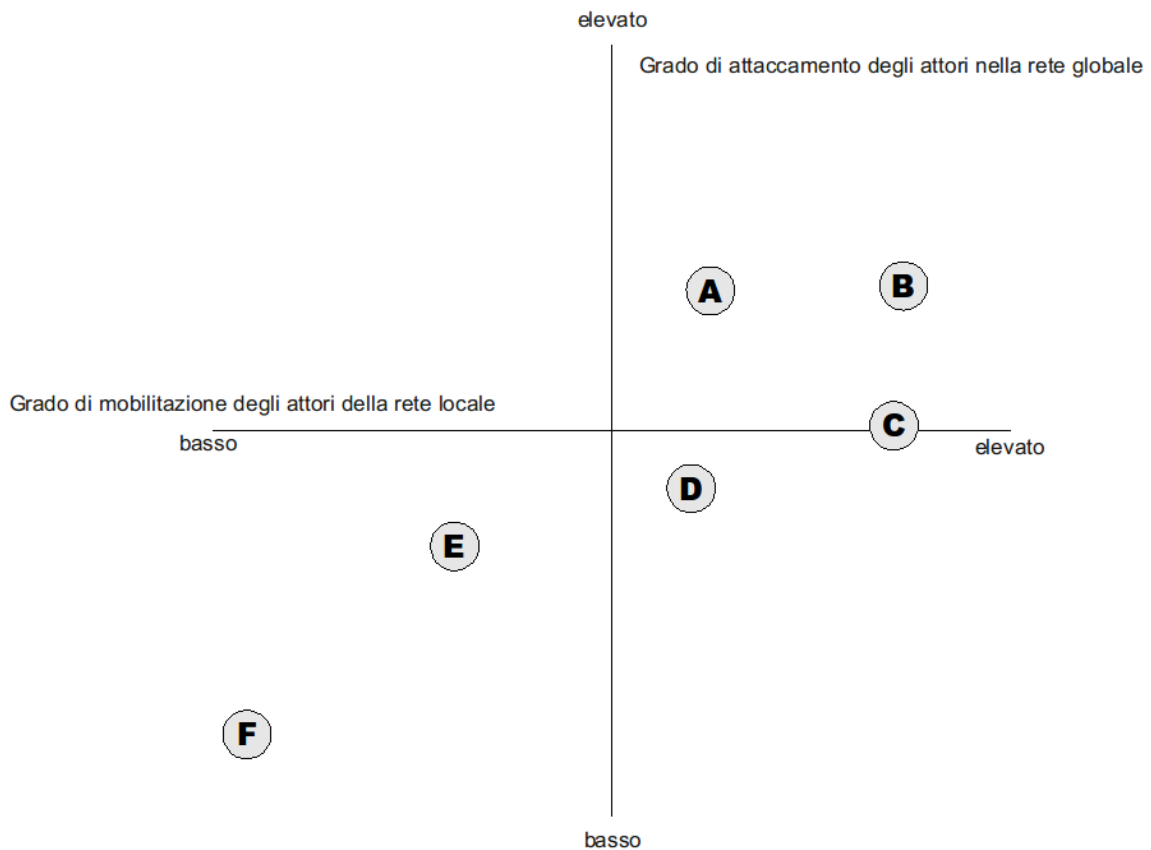 elevato
Grado di attaccamento degli attori nella rete globale
A
B
Grado di mobilitazione degli attori della rete locale
C
basso
elevato
D
E
F
basso